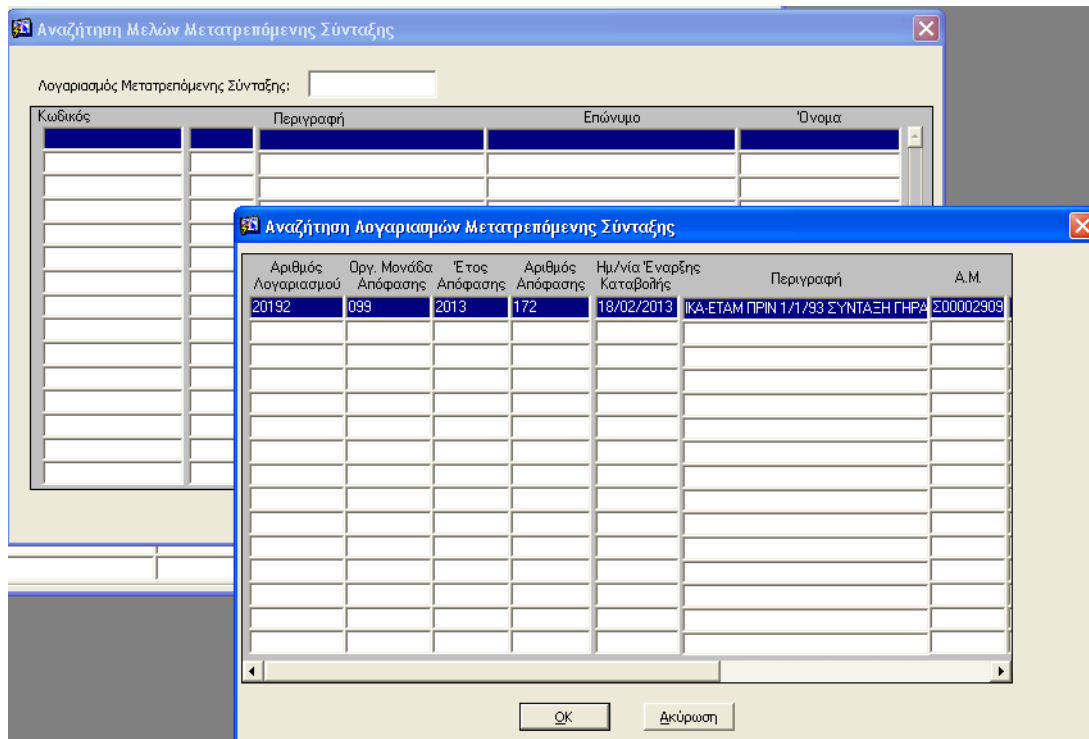 Αναζήτηση Μελών Μετατρεπόμενης Σύνταξης
Λογαριασμός Μετατρεπόμενης Σύνταξης:
Κωδικός Περιγραφή Επώνυμο Όνομα
Αναζήτηση Λογαριασμών Μετατρεπόμενης Σύνταξης
Αριθμός Οργ. Μονάδα Έτος Αριθμός Ημ/νία Έναρξης
Λογαριασμού Απόφασης Απόφασης Απόφασης Καταβολής Περιγραφή Α.Μ.
20192 099 2013 172 18/02/2013 ΙΚΑ-ΕΤΑΜ ΠΡΙΝ 1/1/93 ΣΥΝΤΑΞΗ ΓΗΡΑ Σ00002909
OK Ακύρωση